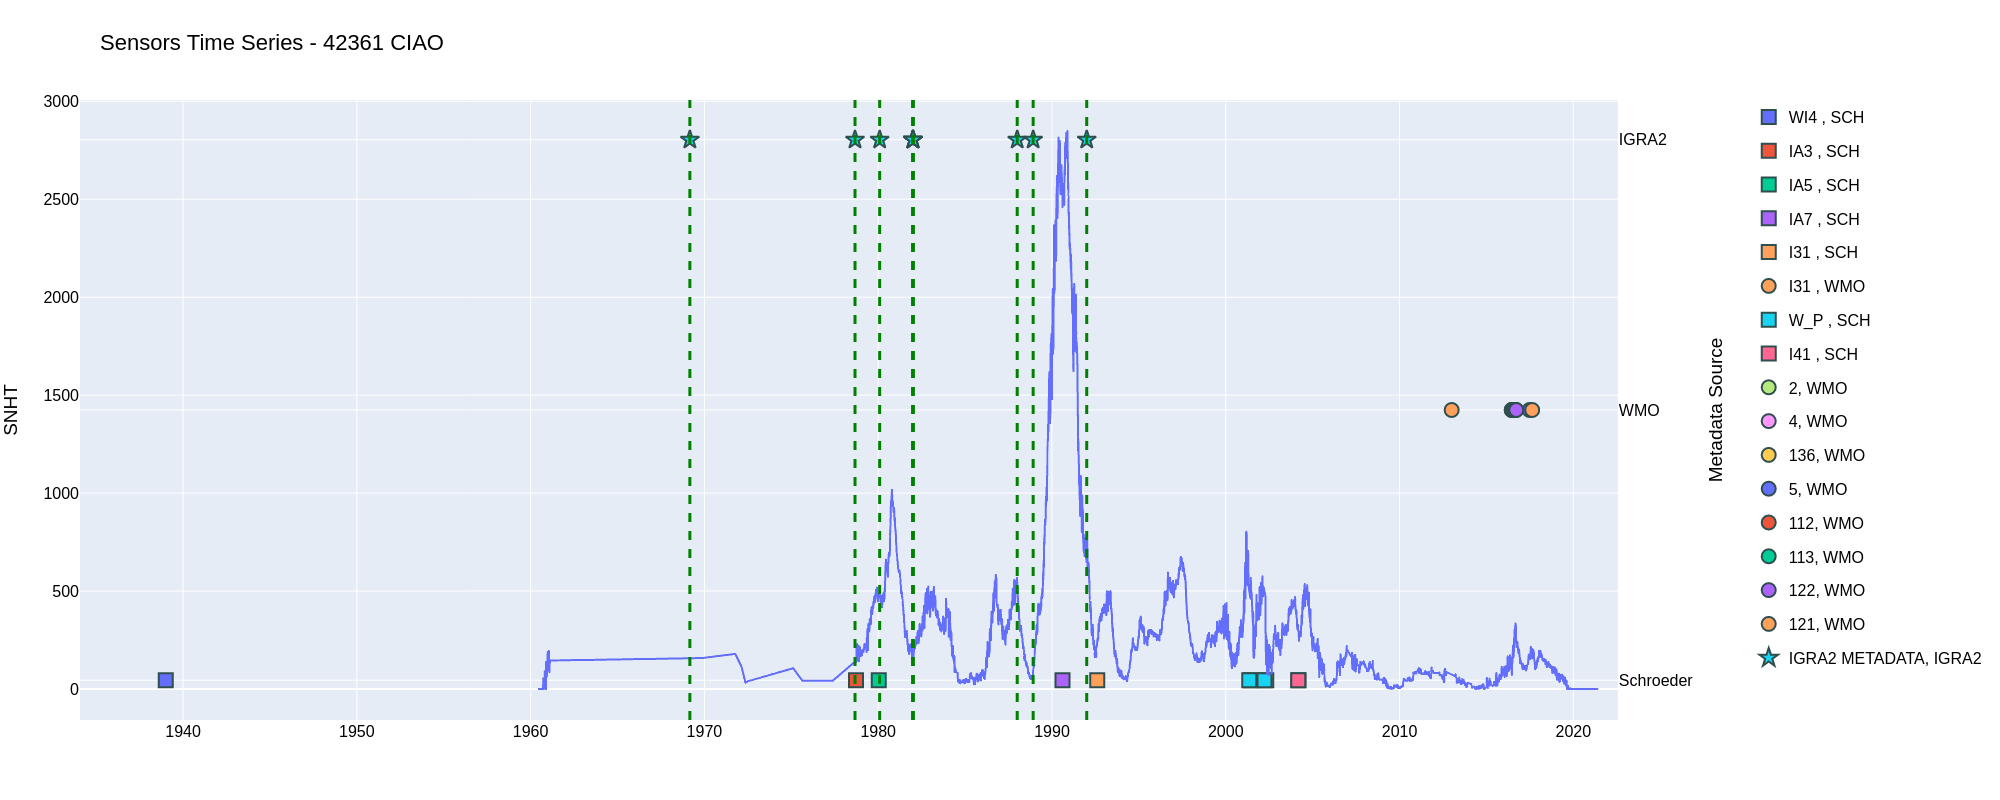 Sensors Time Series - 42361 CIAO
SNHT
3000
2500
2000
1500
1000
500
0
1940
1950
1960
1970
1980
1990
2000
2010
2020
IGRA2
WMO
Schroeder
Metadata Source
WI4 , SCH
IA3 , SCH
IA5 , SCH
IA7 , SCH
I31 , SCH
I31 , WMO
W_P , SCH
I41 , SCH
2, WMO
4, WMO
136, WMO
5, WMO
112, WMO
113, WMO
122, WMO
121, WMO
IGRA2 METADATA, IGRA2